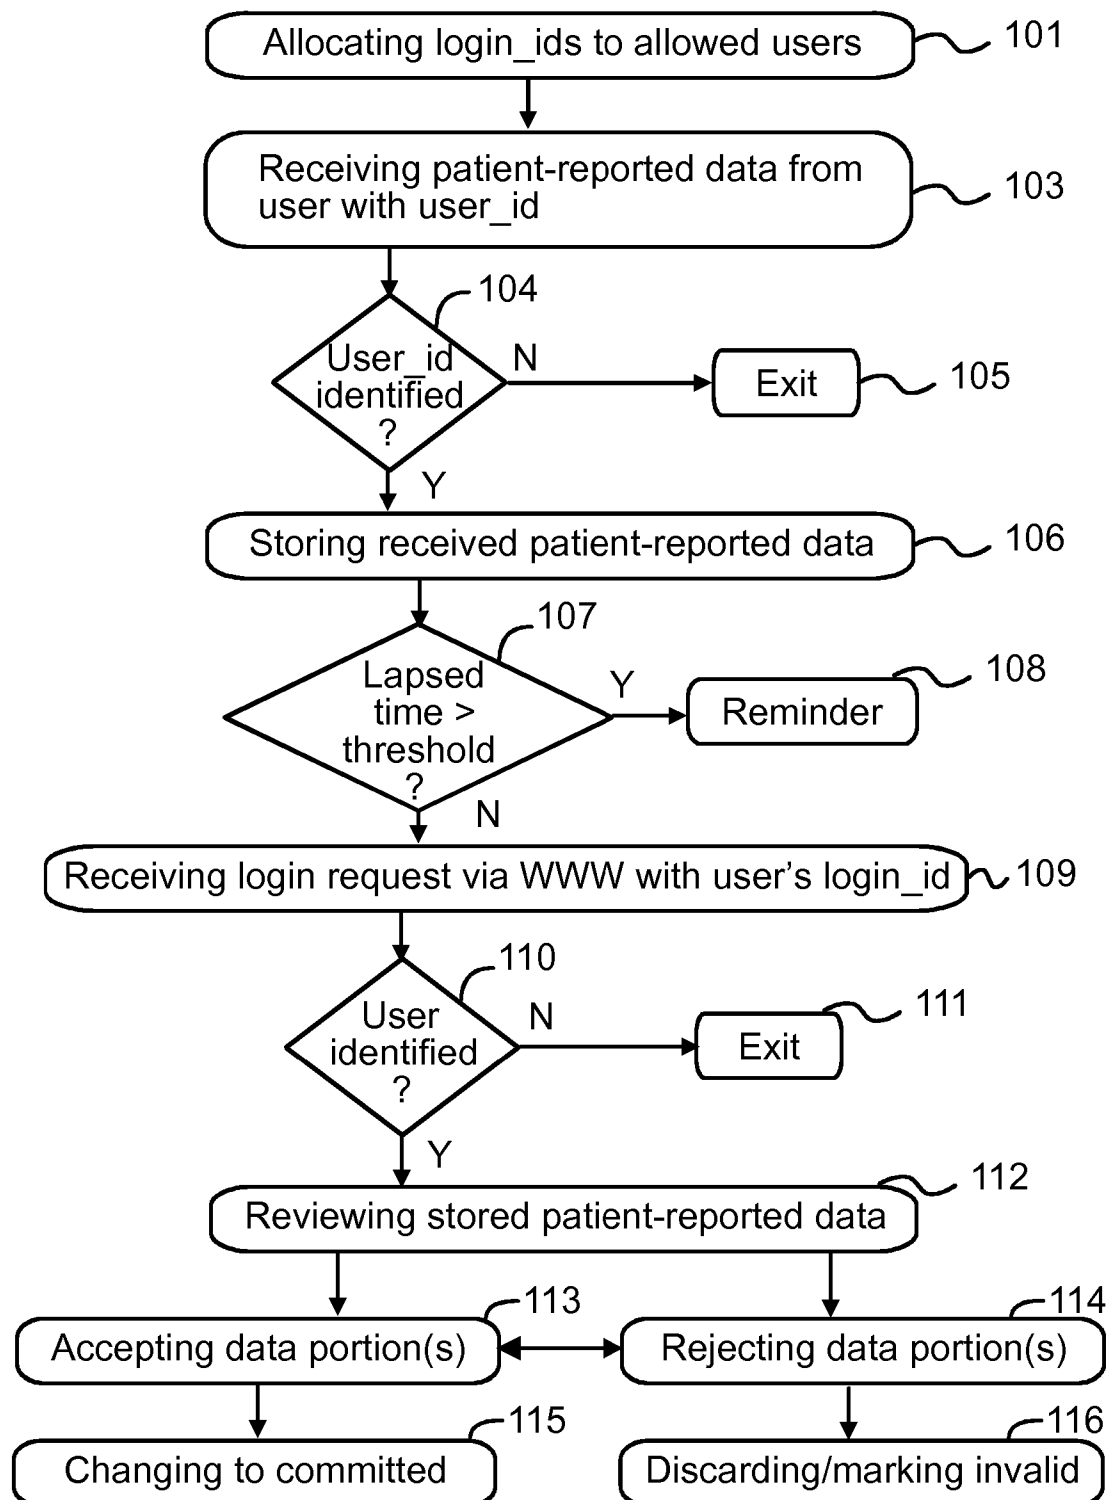 Allocating login_ids to allowed users
101
Receiving patient-reported data from
user with user_id
103
104
User_id
identified
?
N
Exit
105
Y
Storing received patient-reported data
106
107
Lapsed
time >
threshold
?
Y
Reminder
108
N
Receiving login request via WWW with user's login_id
109
110
User
identified
?
N
Exit
111
Y
Reviewing stored patient-reported data
112
113
Accepting data portion(s)
114
Rejecting data portion(s)
115
Changing to committed
116
Discarding/marking invalid